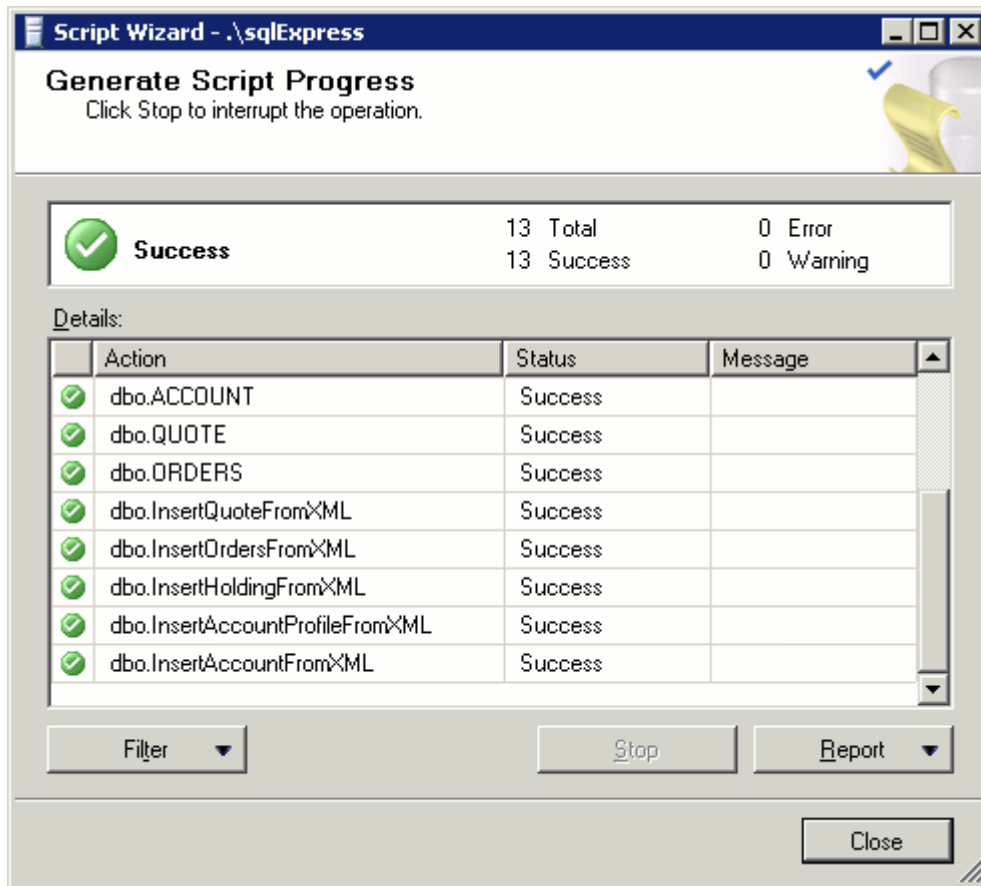 Script Wizard - .\sqlExpress
Generate Script Progress
Click Stop to interrupt the operation.
Success 13 Total 0 Error
13 Success 0 Warning
Details:
Action Status Message
dbo.ACCOUNT Success
dbo.QUOTE Success
dbo.ORDERS Success
dbo.InsertQuoteFromXML Success
dbo.InsertOrdersFromXML Success
dbo.InsertHoldingFromXML Success
dbo.InsertAccountProfileFromXML Success
dbo.InsertAccountFromXML Success
Filter Stop Report
Close